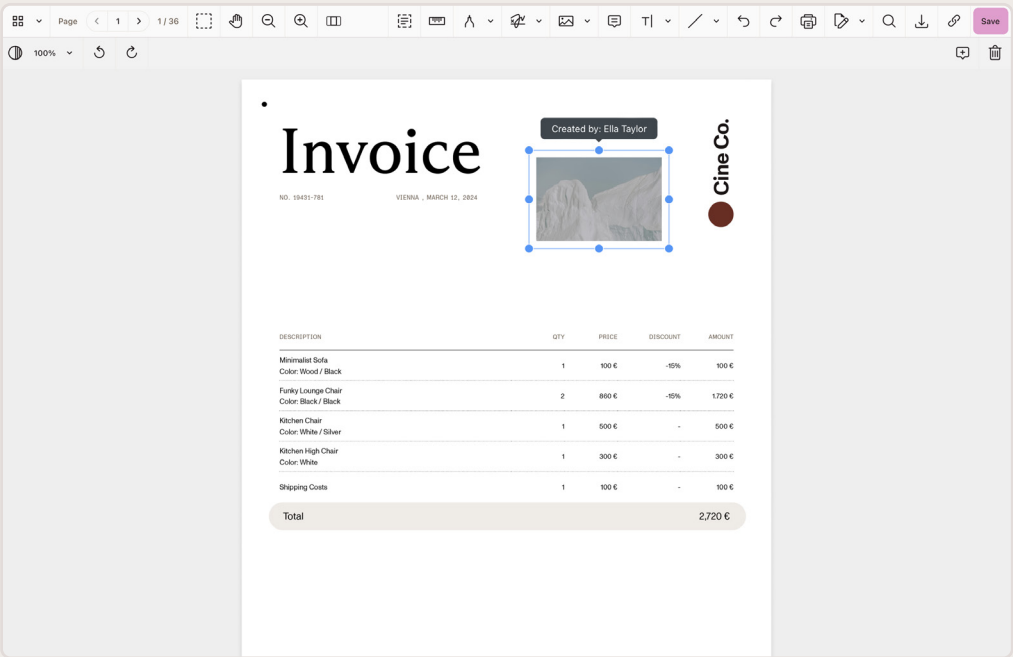 Page
1
1 / 36
Save
100%
Created by: Ella Taylor
Invoice
Cine Co.
NO. 19431-781
VIENNA , MARCH 12, 2024
DESCRIPTION QTY PRICE DISCOUNT AMOUNT
Minimalist Sofa
Color: Wood / Black
1 100 € -15% 100 €
Funky Lounge Chair
Color: Black / Black
2 860 € -15% 1.720 €
Kitchen Chair
Color: White / Silver
1 500 € - 500 €
Kitchen High Chair
Color: White
1 300 € - 300 €
Shipping Costs 1 100 € - 100 €
Total 2,720 €